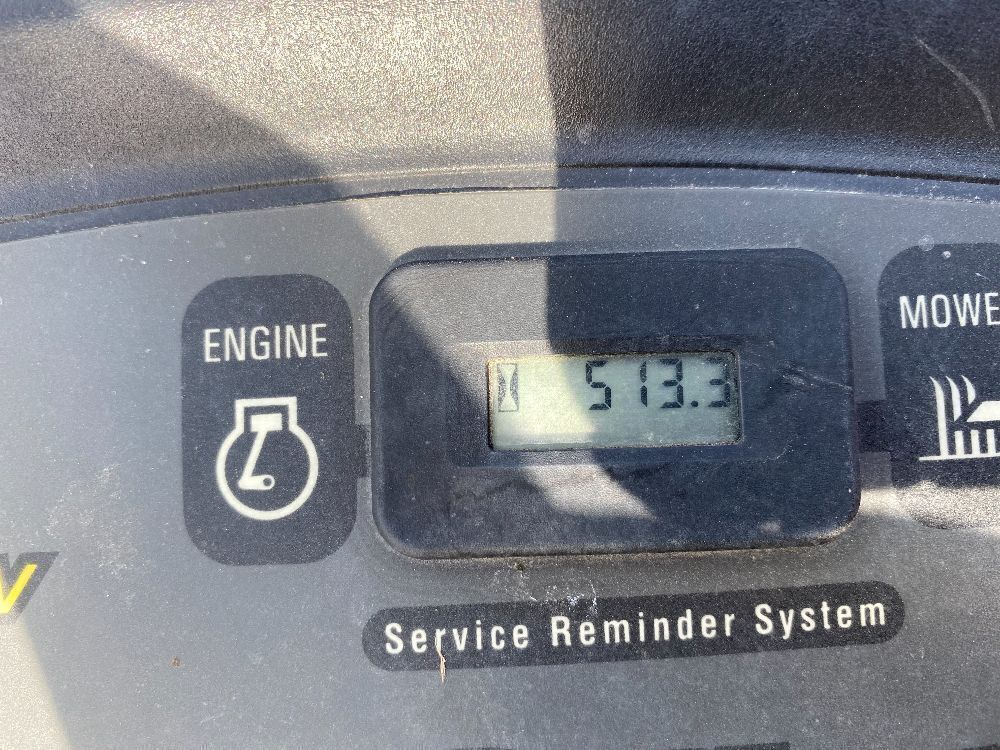 ENGINE
513.3
MOWE
Service Reminder System